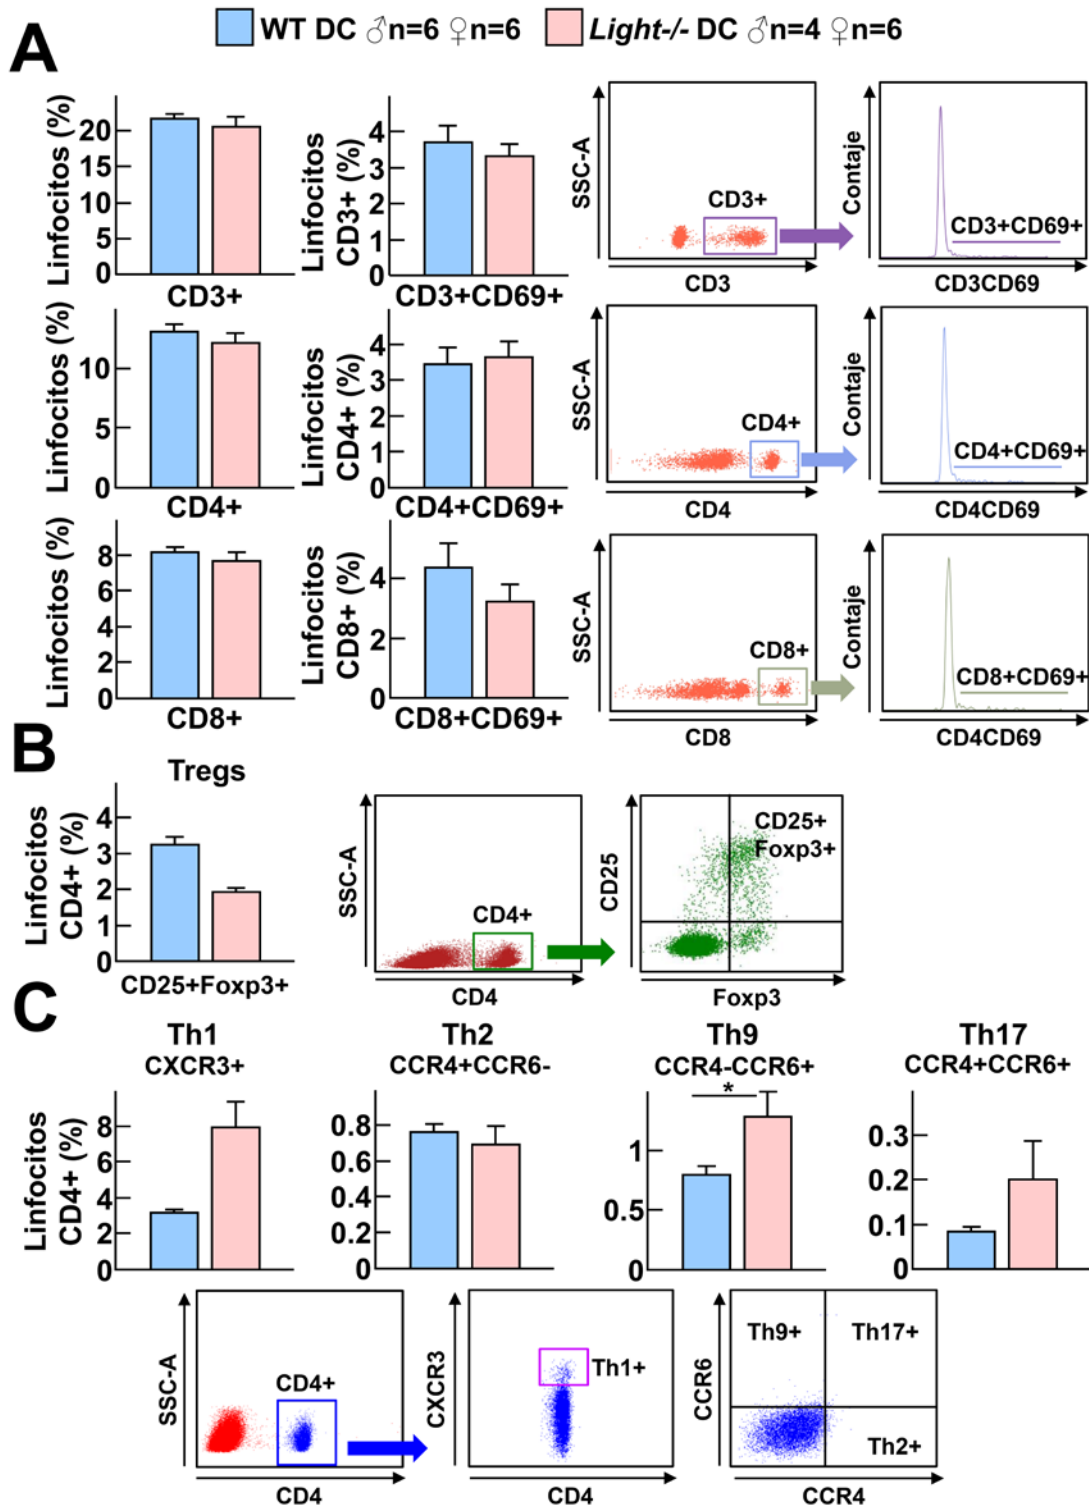 WT DC ♂n=6 ♀n=6 Light-/- DC ♂n=4 ♀n=6
A
Linfocitos (%)
20
15
10
5
0
CD3+
Linfocitos
CD3+ (%)
4
3
2
1
0
CD3+CD69+
SSC-A
CD3+
CD3
Contaje
CD3+CD69+
CD3CD69
Linfocitos (%)
10
5
0
CD4+
Linfocitos
CD4+ (%)
4
3
2
1
0
CD4+CD69+
SSC-A
CD4+
CD4
Contaje
CD4+CD69+
CD4CD69
Linfocitos (%)
8
6
4
2
0
CD8+
Linfocitos
CD8+ (%)
4
2
0
CD8+CD69+
SSC-A
CD8+
CD8
Contaje
CD8+CD69+
CD4CD69
B
Tregs
Linfocitos
CD4+ (%)
4
3
2
1
0
CD25+Foxp3+
SSC-A
CD4+
CD4
CD25
CD25+
Foxp3+
Foxp3
C
Th1
CXCR3+
Linfocitos
CD4+ (%)
8
6
4
2
0
Th2
CCR4+CCR6-
0.8
0.6
0.4
0.2
0
Th9
CCR4-CCR6+
*
1
0.5
0
Th17
CCR4+CCR6+
0.3
0.2
0.1
0
SSC-A
CD4+
CD4
CXCR3
Th1+
CD4
CCR6
Th9+
Th17+
Th2+
CCR4